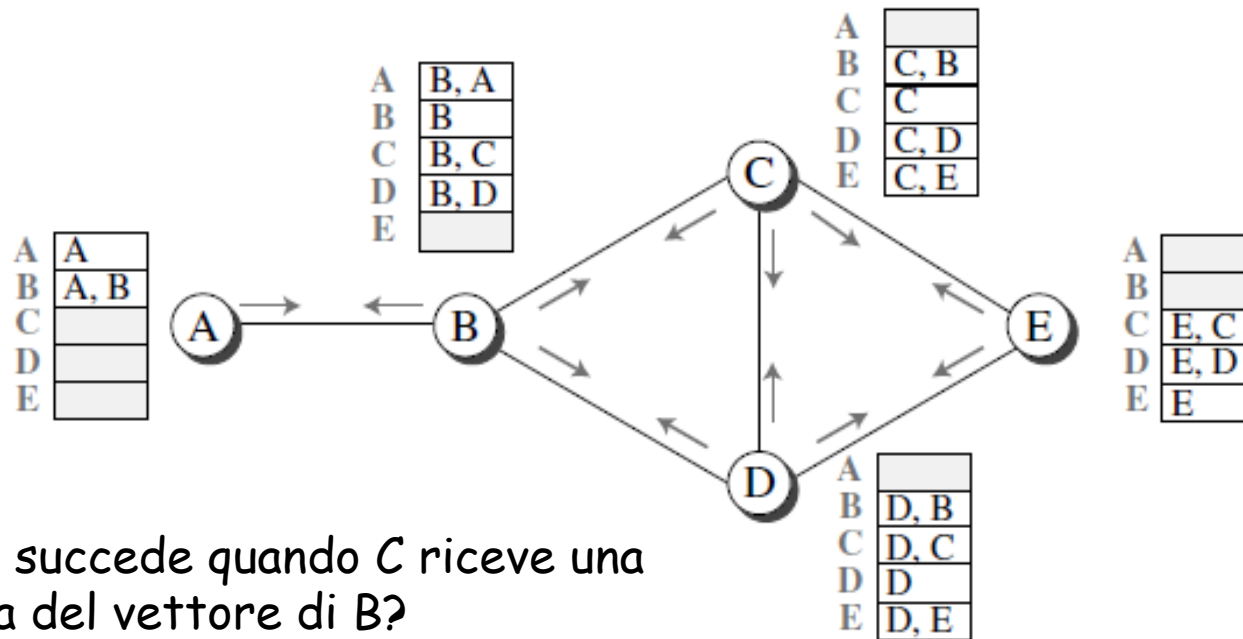 A
B C, B
C C
D C, D
E C, E
A B, A
B B
C B, C
D B, D
E
C
A A
B A, B
C
D
E
A
B
E
A
B
C E, C
D E, D
E E
D
A
B D, B
C D, C
D D
E D, E
succede quando C riceve una
del vettore di B?